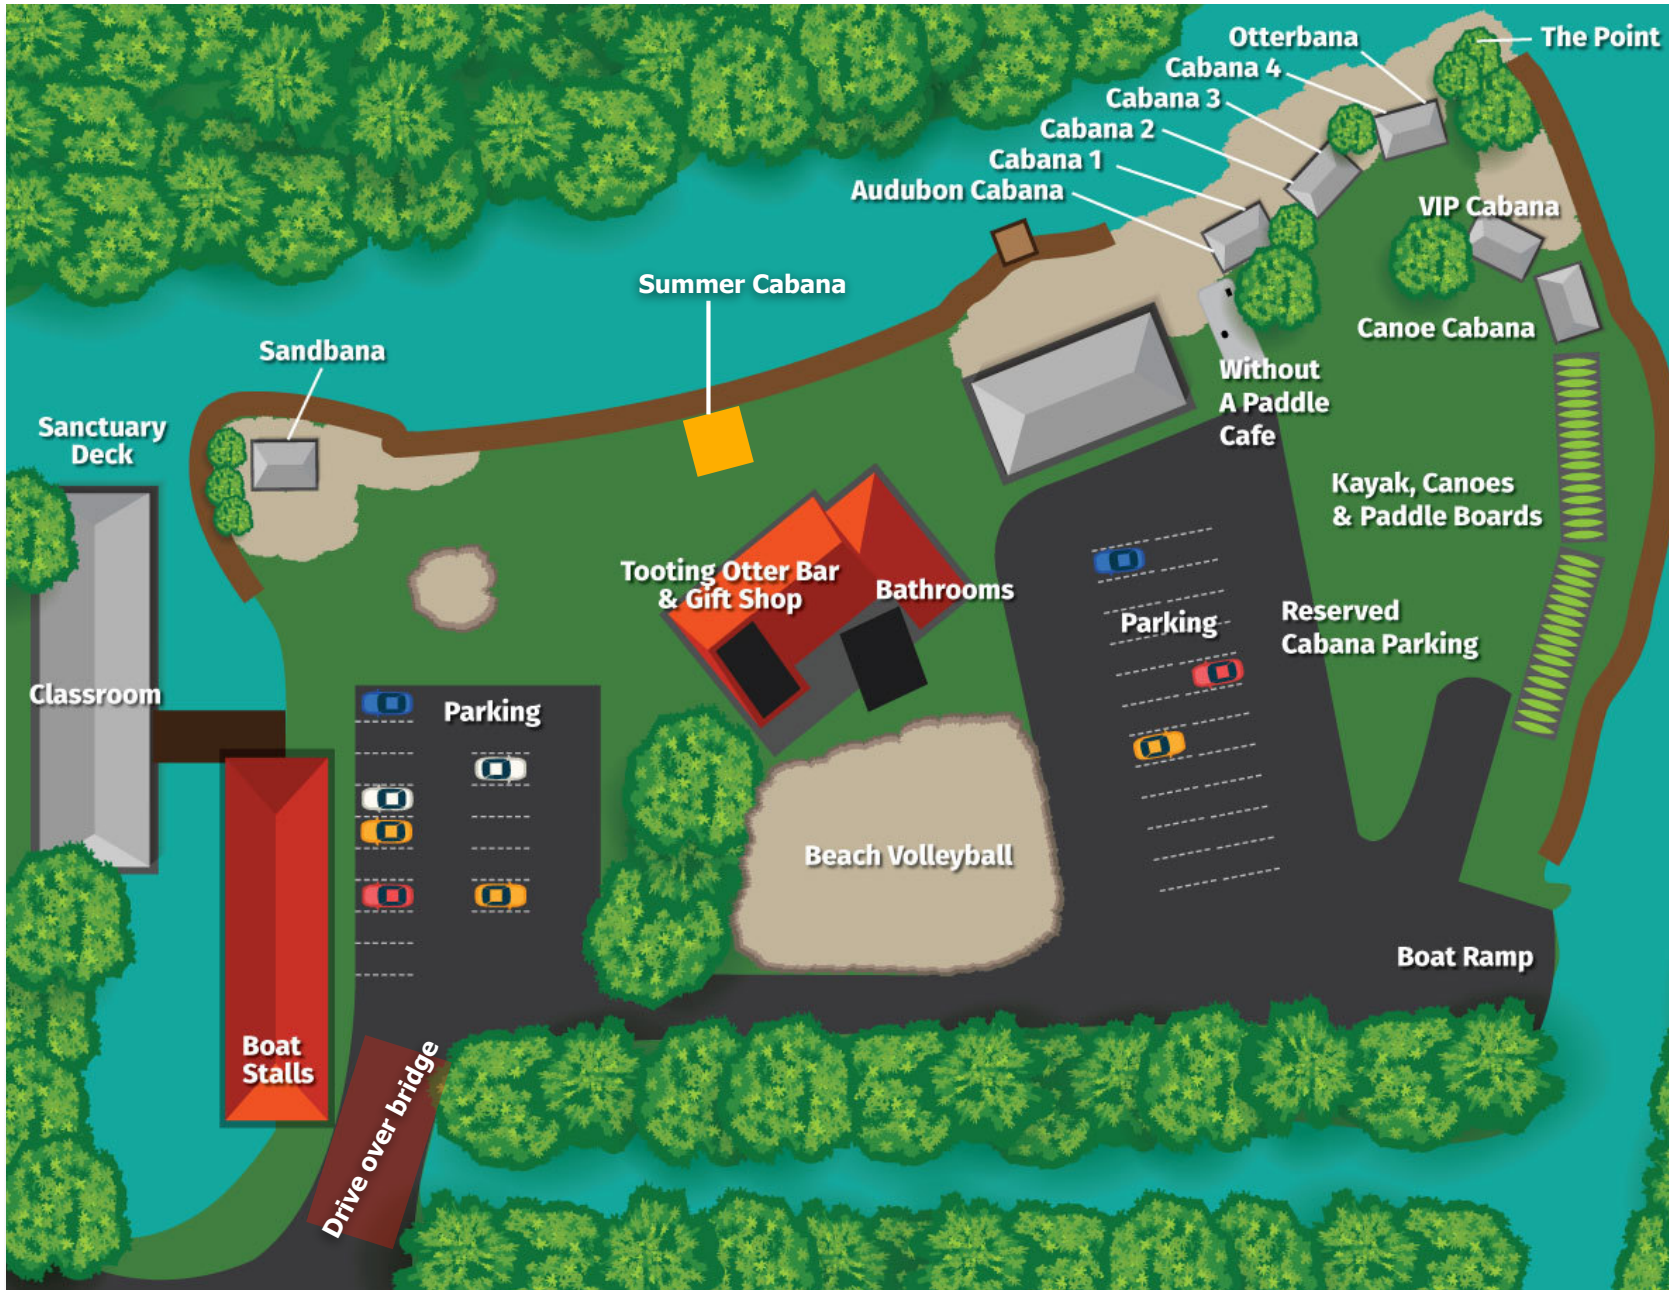 Otterbana
The Point
Cabana 4
Cabana 3
Cabana 2
Cabana 1
Audubon Cabana
VIP Cabana
Summer Cabana
Canoe Cabana
Sandbana
Without
A Paddle
Cafe
Sanctuary
Deck
Kayak, Canoes
& Paddle Boards
Tooting Otter Bar
& Gift Shop
Bathrooms
Parking
Reserved
Cabana Parking
Classroom
Parking
Beach Volleyball
Boat Ramp
Boat
Stalls
Drive over bridge